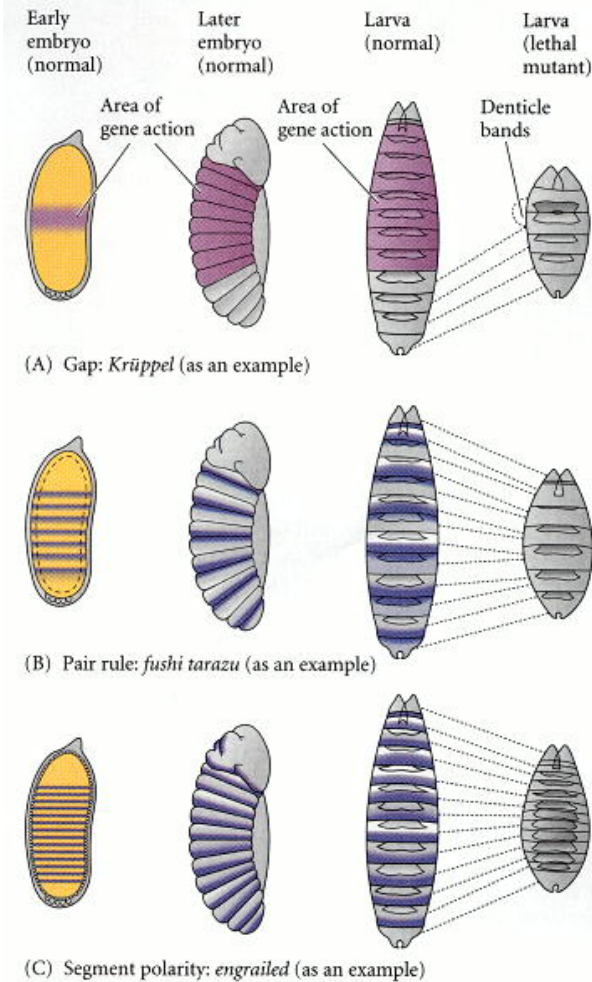 Early
embryo
(normal)
Later
embryo
(normal)
Larva
(normal)
Larva
(lethal
mutant)
Area of
gene action
Area of
gene action
Denticle
bands
(A) Gap: Krüppel (as an example)
(B) Pair rule: fushi tarazu (as an example)
(C) Segment polarity: engrailed (as an example)